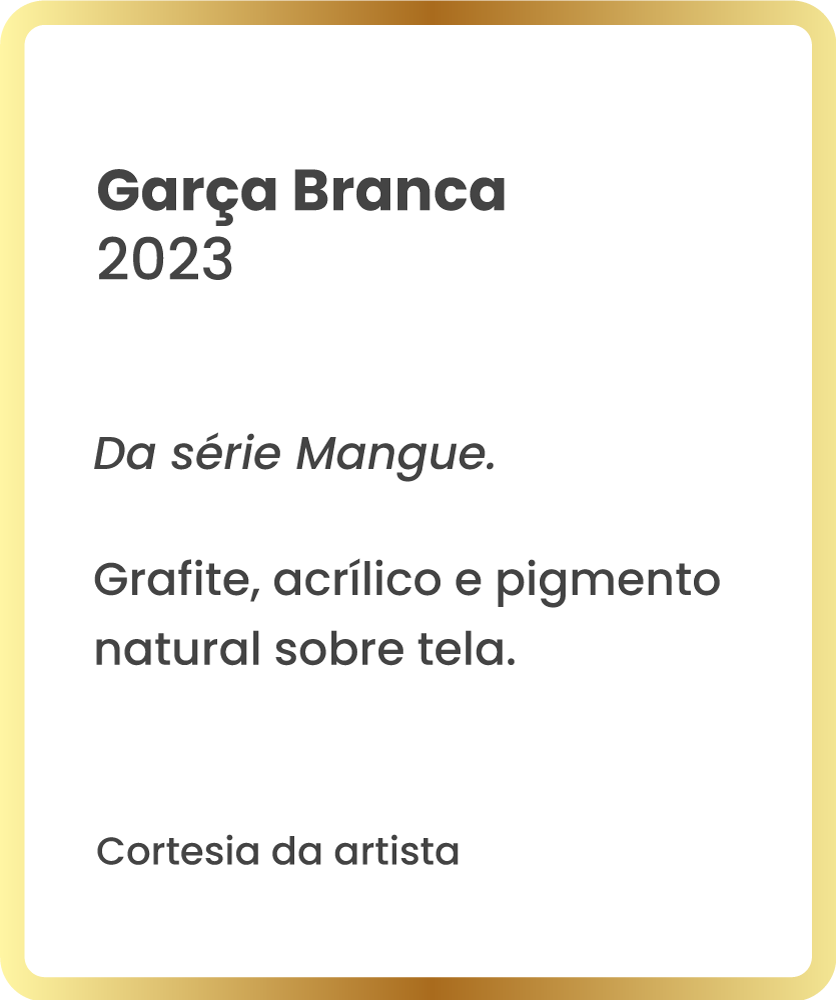 Garça Branca
2023
Da série Mangue.
Grafite, acrílico e pigmento
natural sobre tela.
Cortesia da artista